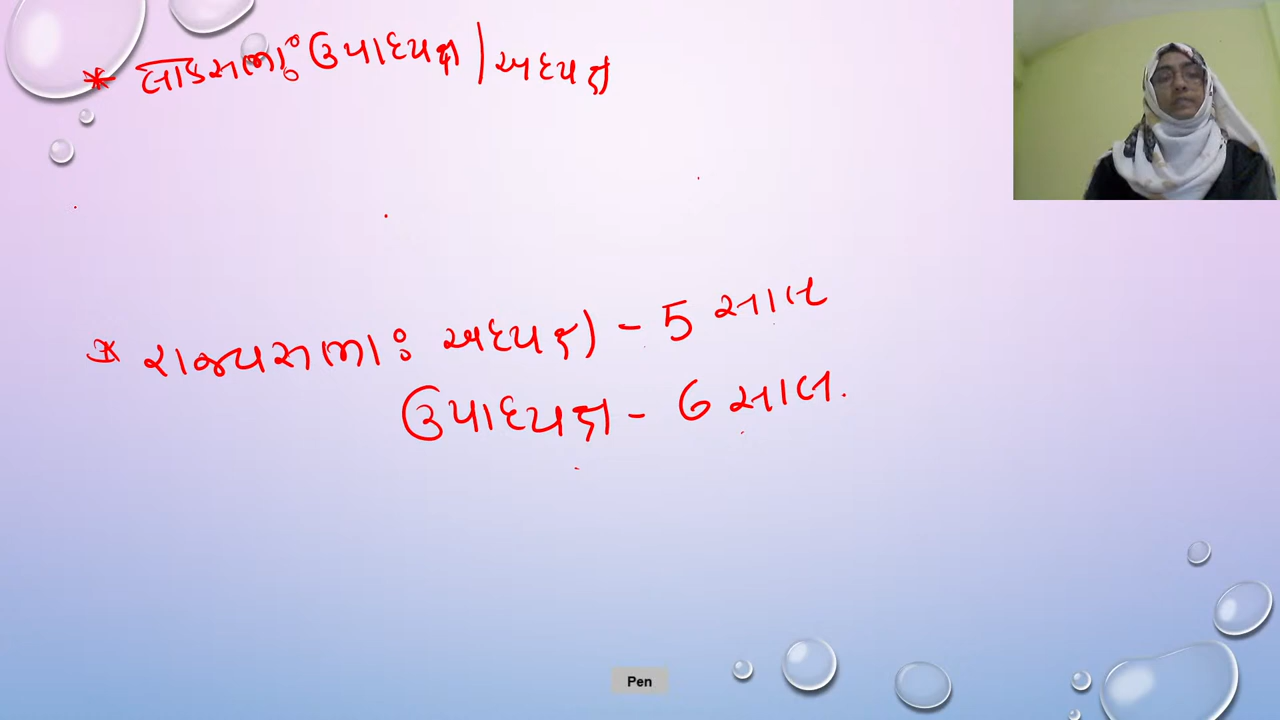 * લોકસભા: ઉપાધ્યક્ષ | અધ્યક્ષ
* રાજ્યસભા: અધ્યક્ષ - 5 સાલ
ઉપાધ્યક્ષ - 6 સાલ.
Pen